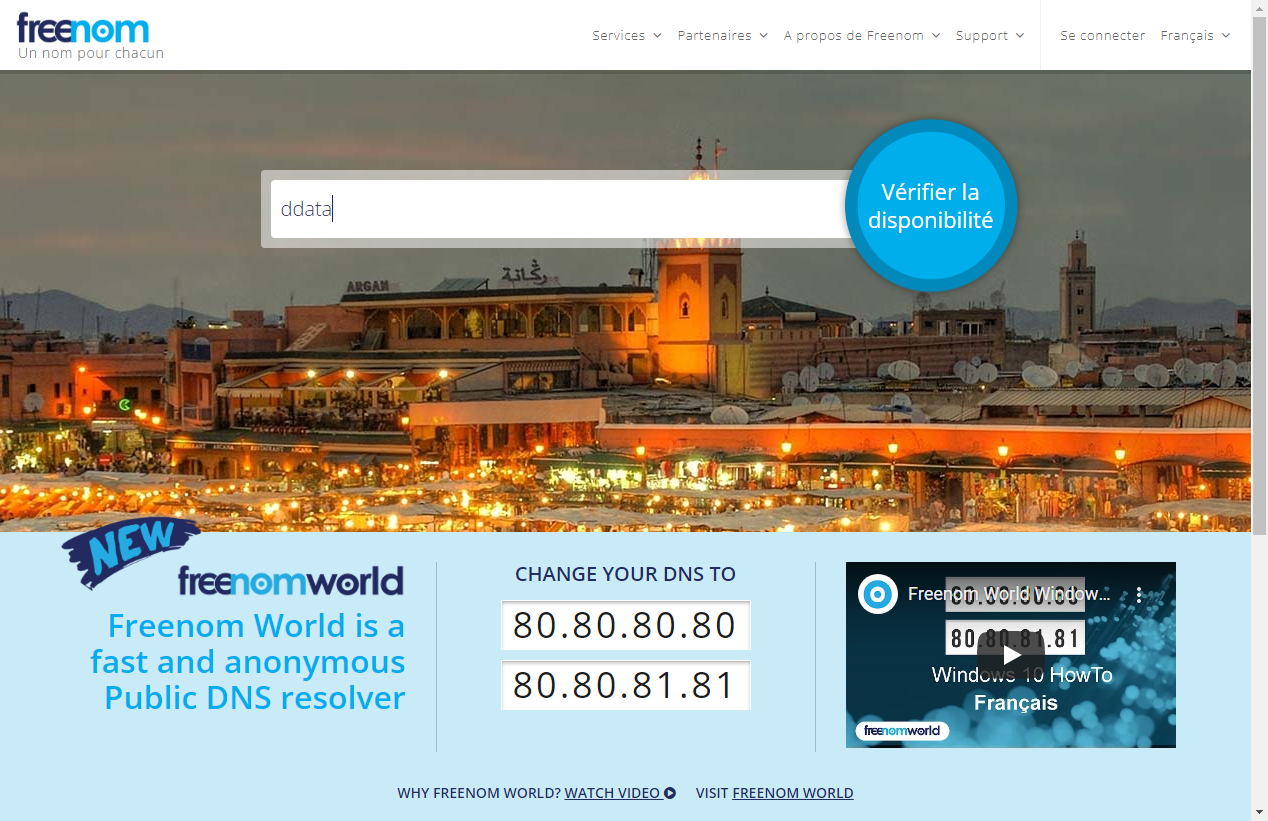 freenom
Un nom pour chacun
Services
Partenaires
A propos de Freenom
Support
Se connecter
Français
ddata
Vérifier la
disponibilité
ARGAN
NEW
freenomworld
Freenom World is a
fast and anonymous
Public DNS resolver
CHANGE YOUR DNS TO
80.80.80.80
80.80.81.81
Freenom World Window...
80.80.80.80
80.80.81.81
Windows 10 HowTo
Français
freenomworld
WHY FREENOM WORLD? WATCH VIDEO
VISIT FREENOM WORLD